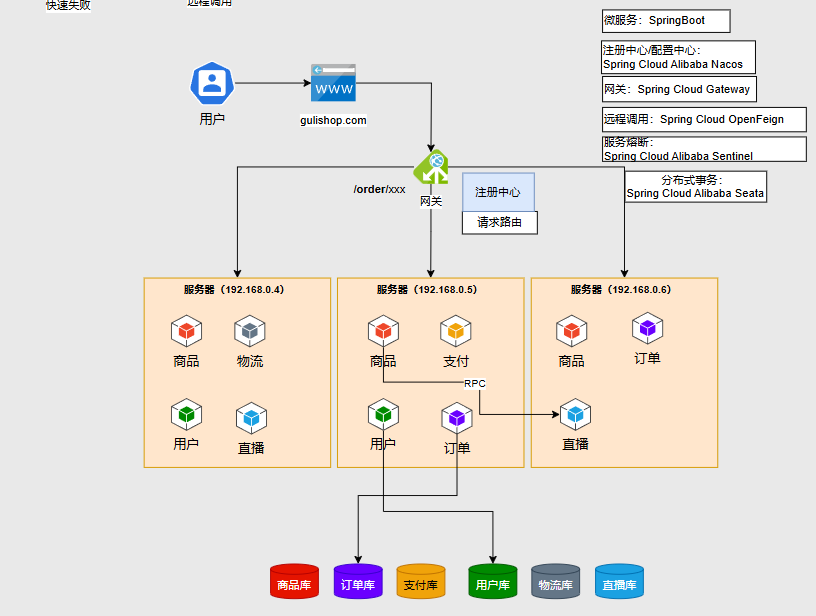 快速失败
远程调用
微服务：SpringBoot
注册中心/配置中心：
Spring Cloud Alibaba Nacos
网关：Spring Cloud Gateway
远程调用：Spring Cloud OpenFeign
服务熔断：
Spring Cloud Alibaba Sentinel
分布式事务：
Spring Cloud Alibaba Seata
WWW
用户
gulishop.com
/order/xxx
网关
注册中心
请求路由
服务器（192.168.0.4）
服务器（192.168.0.5）
服务器（192.168.0.6）
商品
物流
商品
支付
商品
订单
RPC
用户
直播
用户
订单
直播
商品库
订单库
支付库
用户库
物流库
直播库